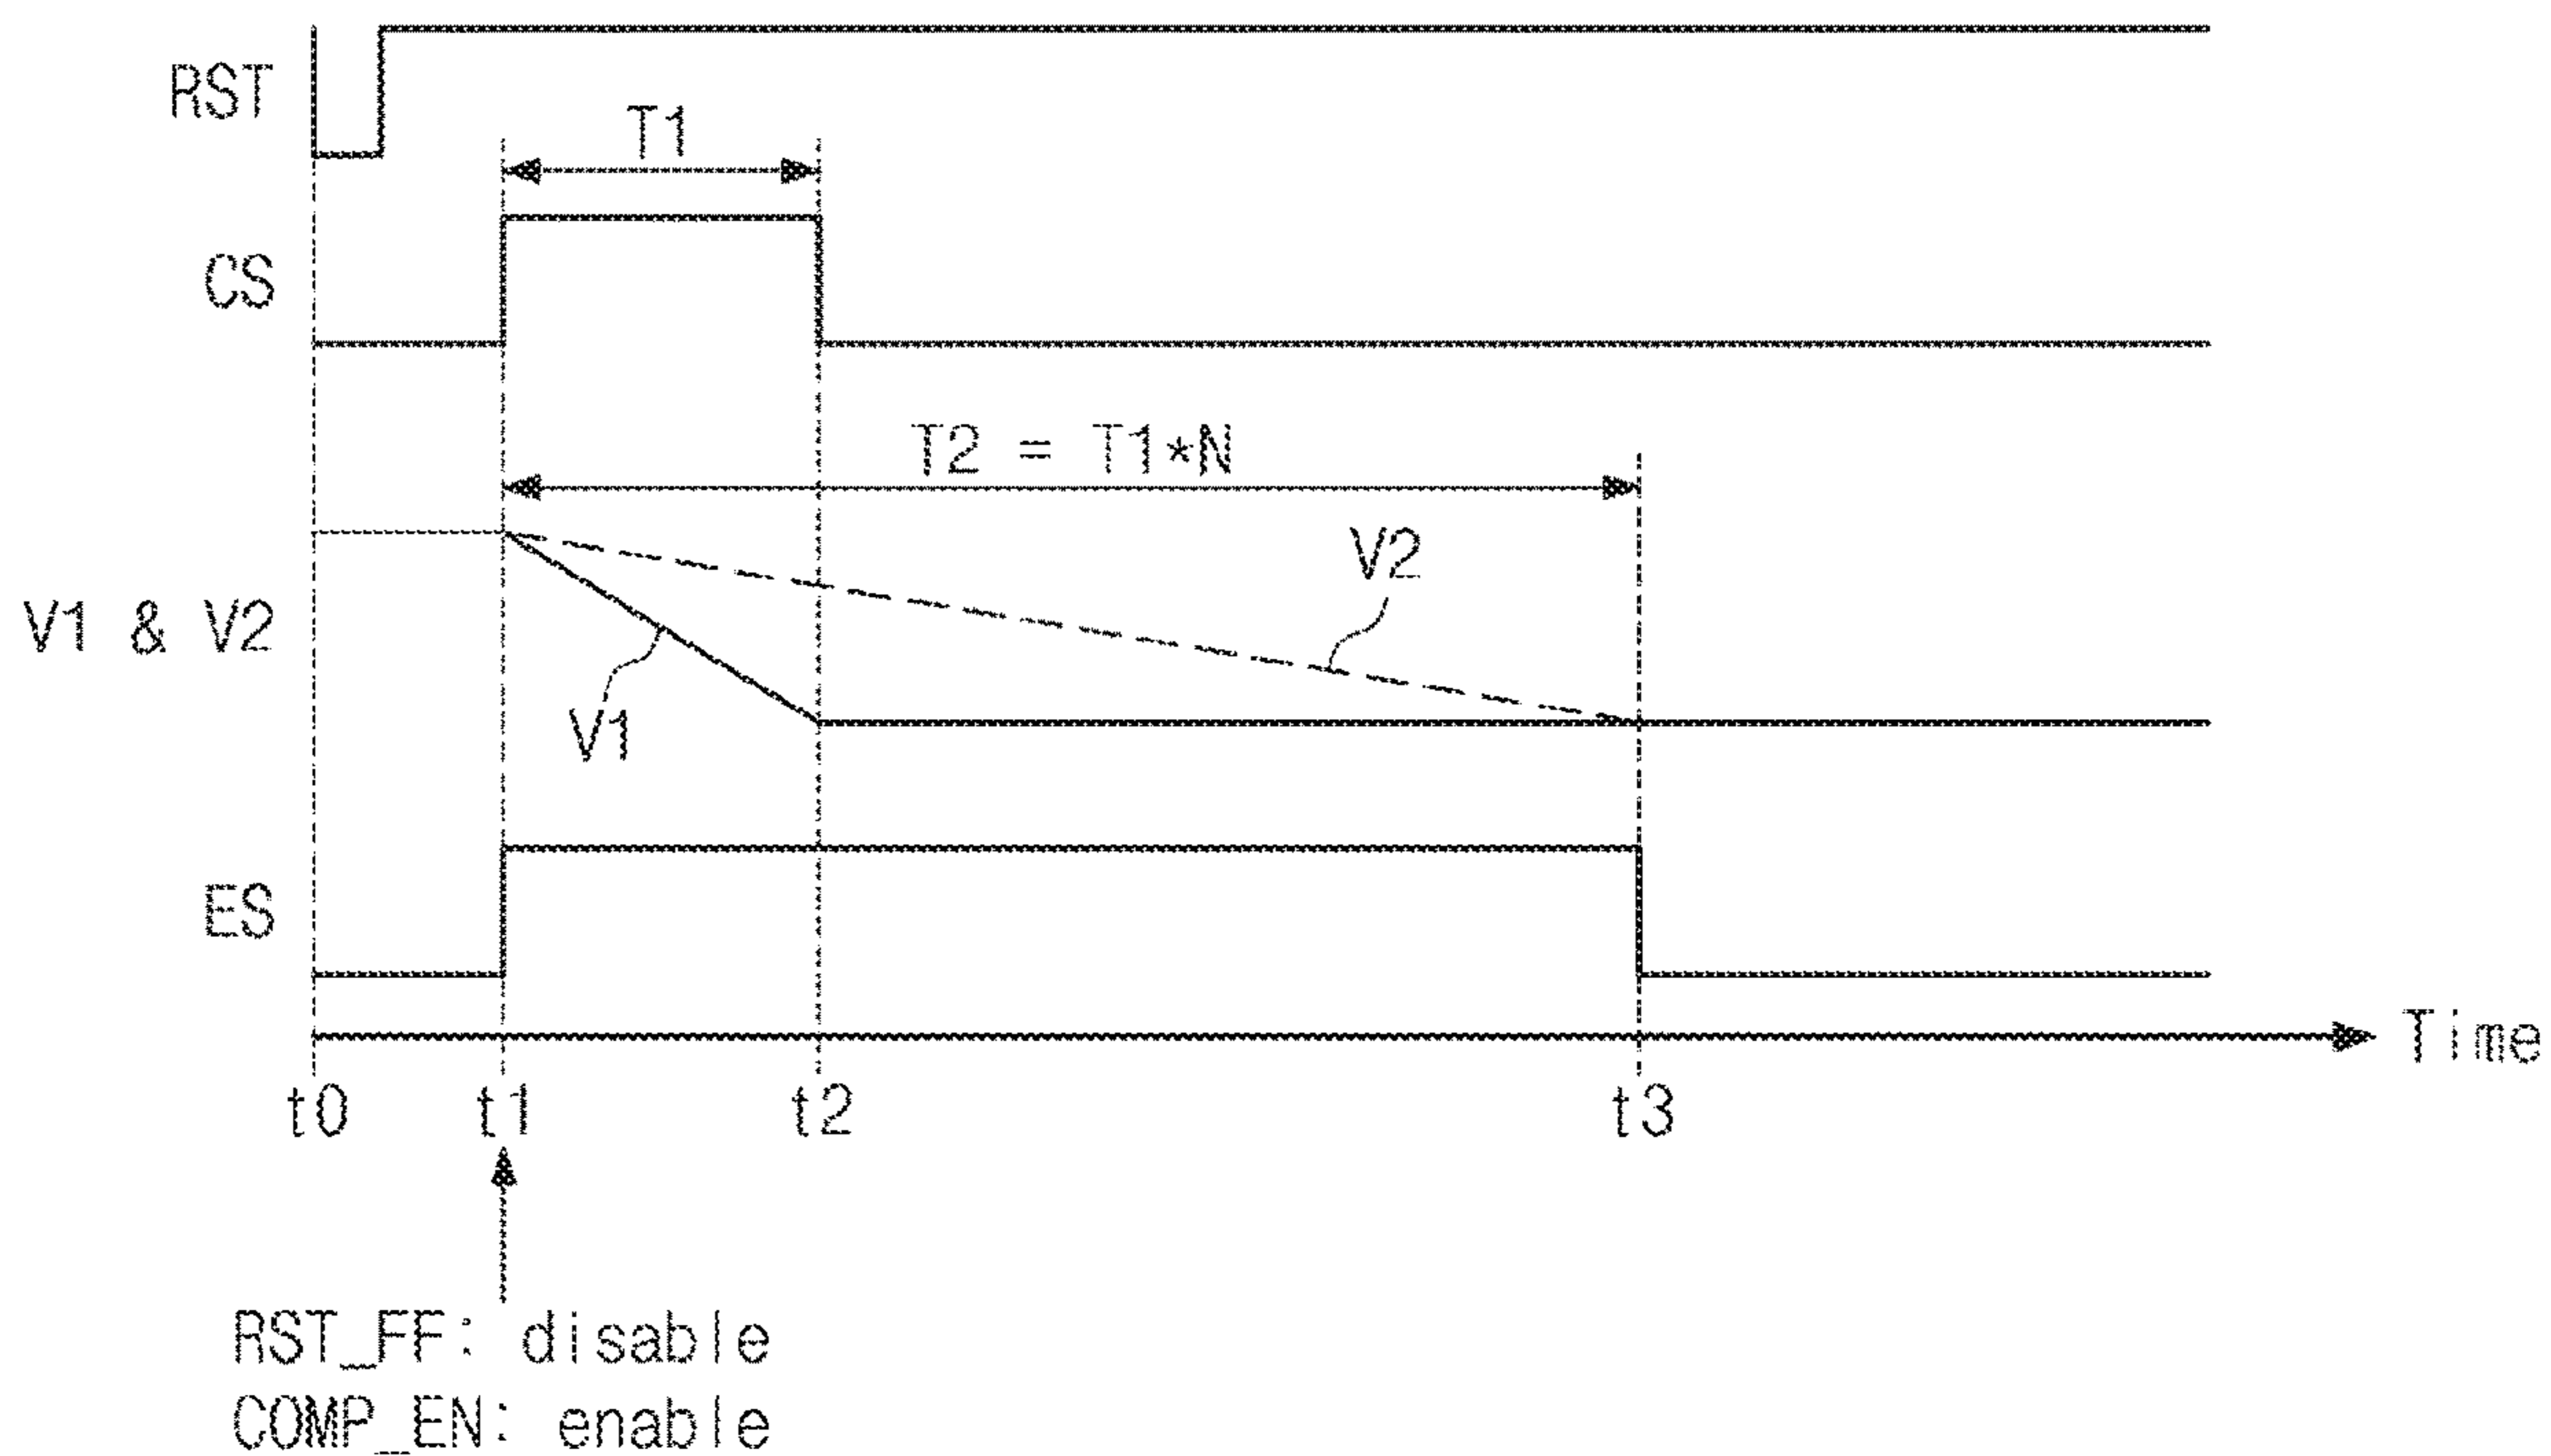 RST
T1
CS
T2 = T1*N
V2
V1 & V2
V1
ES
Time
t0 t1 t2 t3
RST_FF: disable
COMP_EN: enable